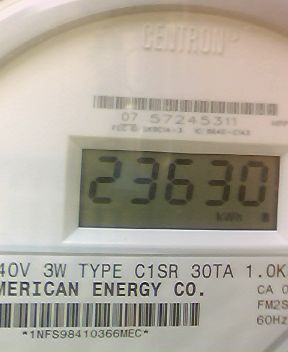 CENTRON
07 57245311
23630
kWh
40V 3W TYPE C1SR 30TA 1.0K
MERICAN ENERGY CO.
CA 0
FM2S
60Hz
*1NFS98410366MEC*